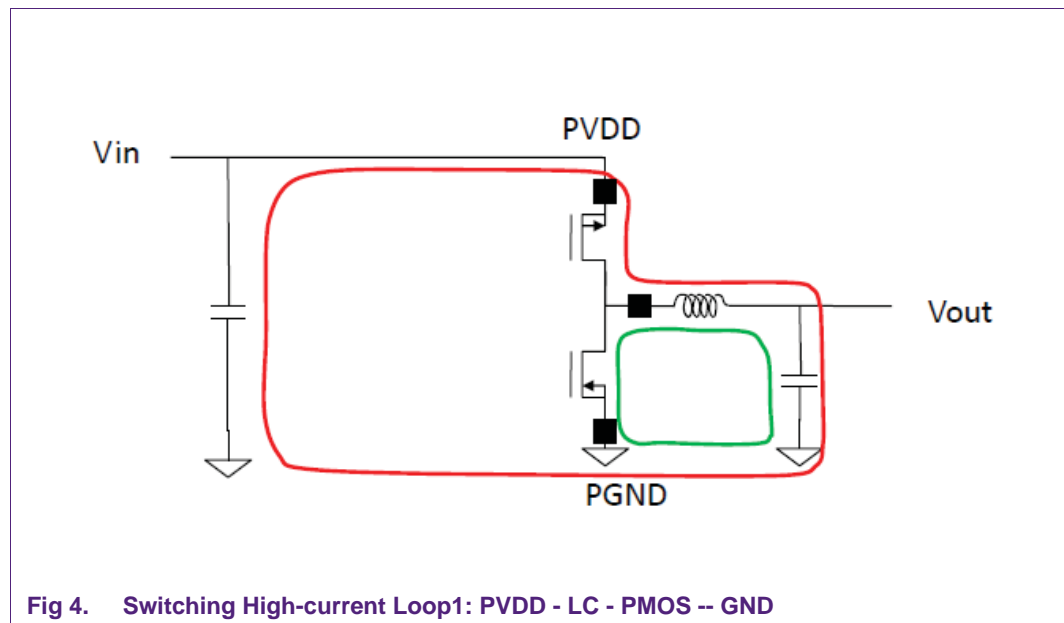 PVDD
Vin
Vout
PGND
Fig 4. Switching High-current Loop1: PVDD - LC - PMOS -- GND